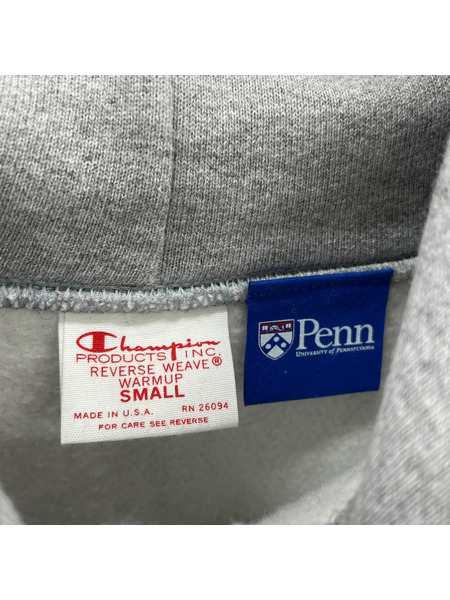 Champion
PRODUCTS INC.
REVERSE WEAVE®
WARMUP
SMALL
MADE IN U.S.A. RN 26094
FOR CARE SEE REVERSE
Penn
UNIVERSITY OF PENNSYLVANIA